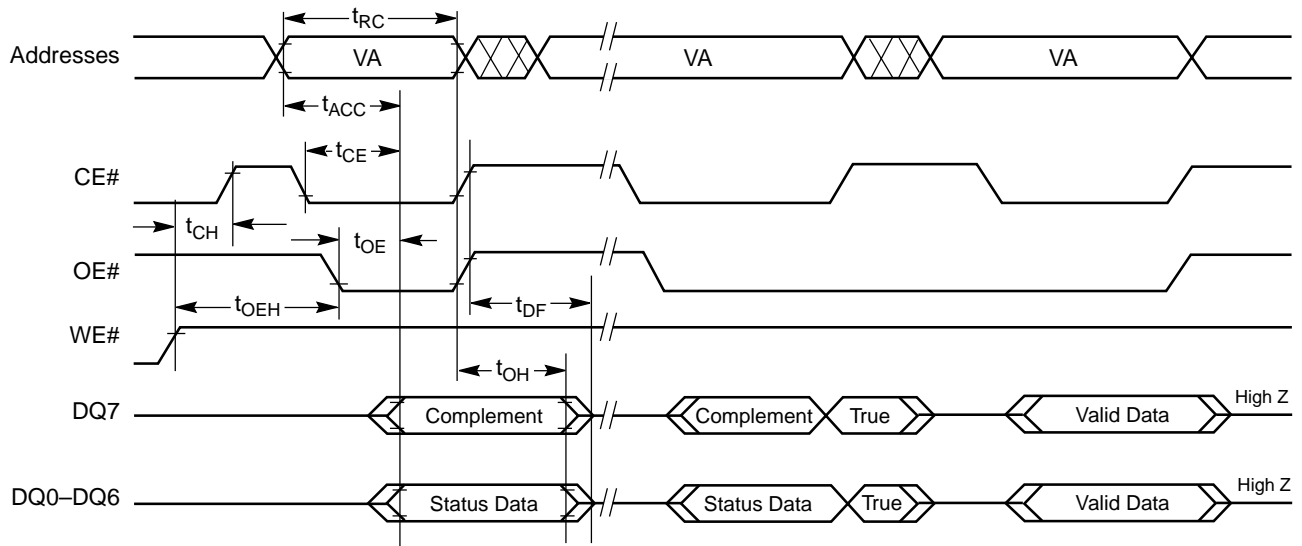 tRC
Addresses VA VA VA
tACC
tCE
CE#
tCH
tOE
OE#
tOEH
tDF
WE#
tOH
DQ7 Complement Complement True Valid Data High Z
DQ0–DQ6 Status Data Status Data True Valid Data High Z